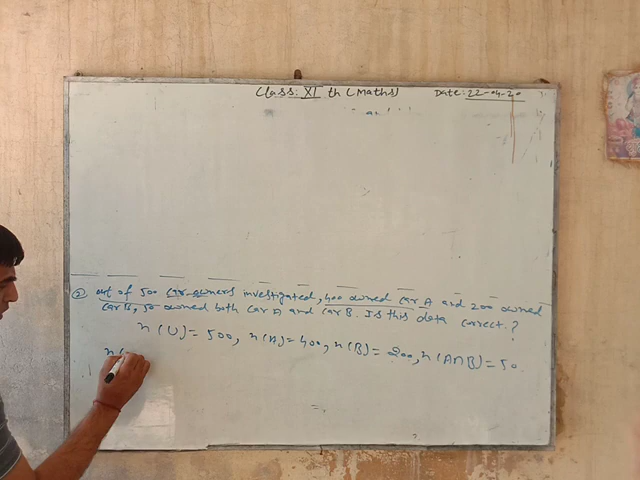 Class: XI th (Maths)
Date: 22-04-20
② out of 500 car owners investigated, 400 owned car A and 200 owned
car B, 50 owned both car A and car B. Is this data correct.?
n(U) = 500, n(A) = 400, n(B) = 200, n(A∩B) = 50.
n(